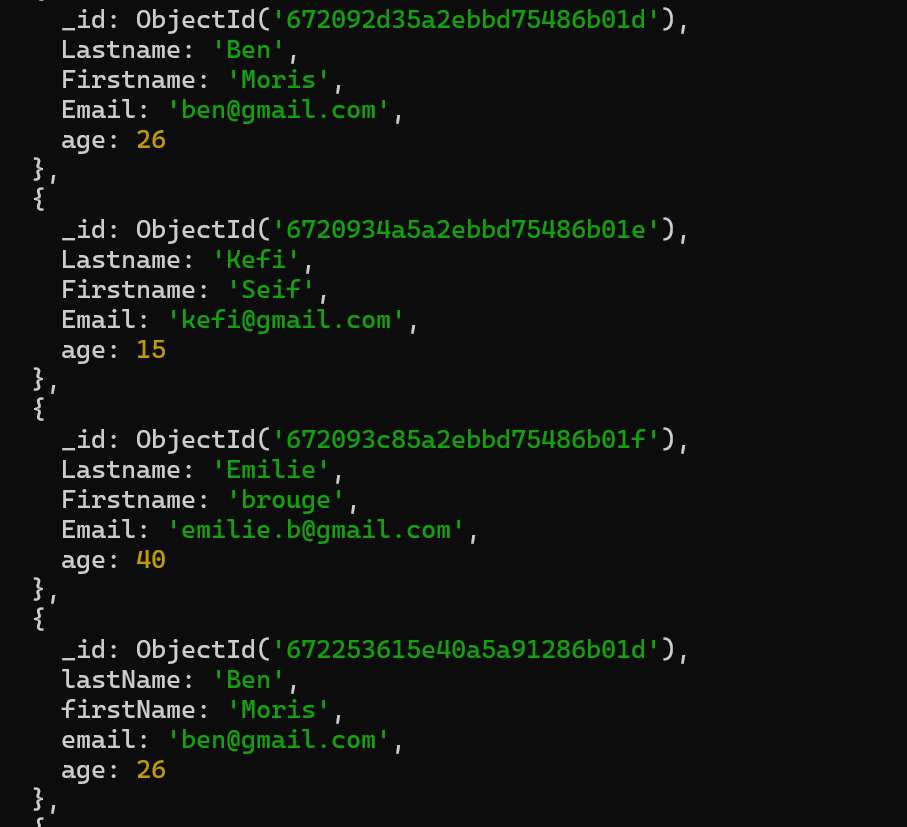 {
_id: ObjectId('672092d35a2ebbd75486b01d'),
Lastname: 'Ben',
Firstname: 'Moris',
Email: 'ben@gmail.com',
age: 26
},
{
_id: ObjectId('6720934a5a2ebbd75486b01e'),
Lastname: 'Kefi',
Firstname: 'Seif',
Email: 'kefi@gmail.com',
age: 15
},
{
_id: ObjectId('672093c85a2ebbd75486b01f'),
Lastname: 'Emilie',
Firstname: 'brouge',
Email: 'emilie.b@gmail.com',
age: 40
},
{
_id: ObjectId('672253615e40a5a91286b01d'),
lastName: 'Ben',
firstName: 'Moris',
email: 'ben@gmail.com',
age: 26
},
{